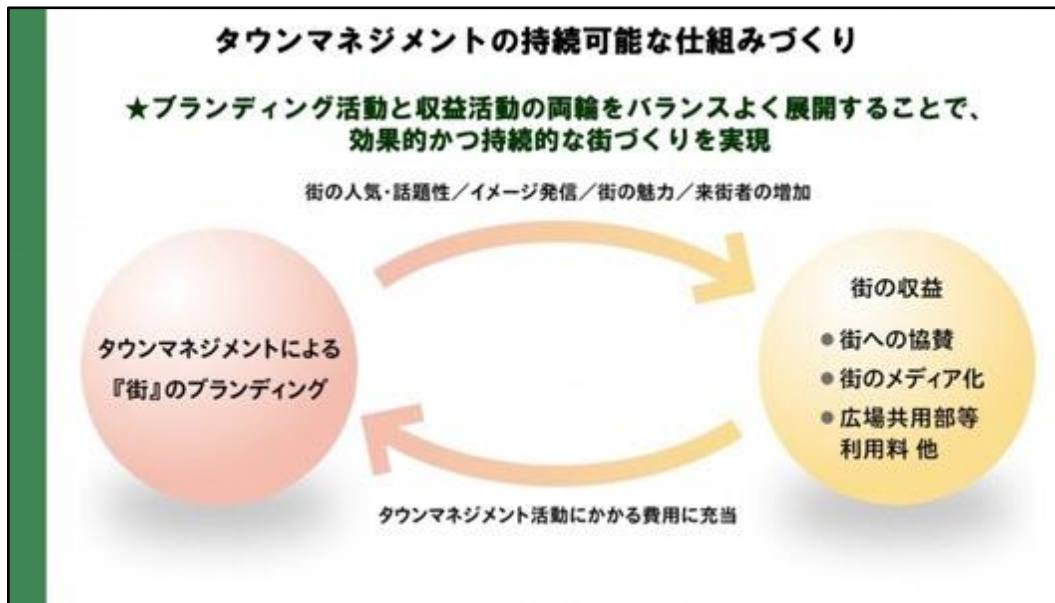 タウンマネジメントの持続可能な仕組みづくり
★ブランディング活動と収益活動の両輪をバランスよく展開することで、
効果的かつ持続的な街づくりを実現
街の人気・話題性／イメージ発信／街の魅力／来街者の増加
タウンマネジメントによる
『街』のブランディング
街の収益
●街への協賛
●街のメディア化
●広場共用部等
利用料 他
タウンマネジメント活動にかかる費用に充当